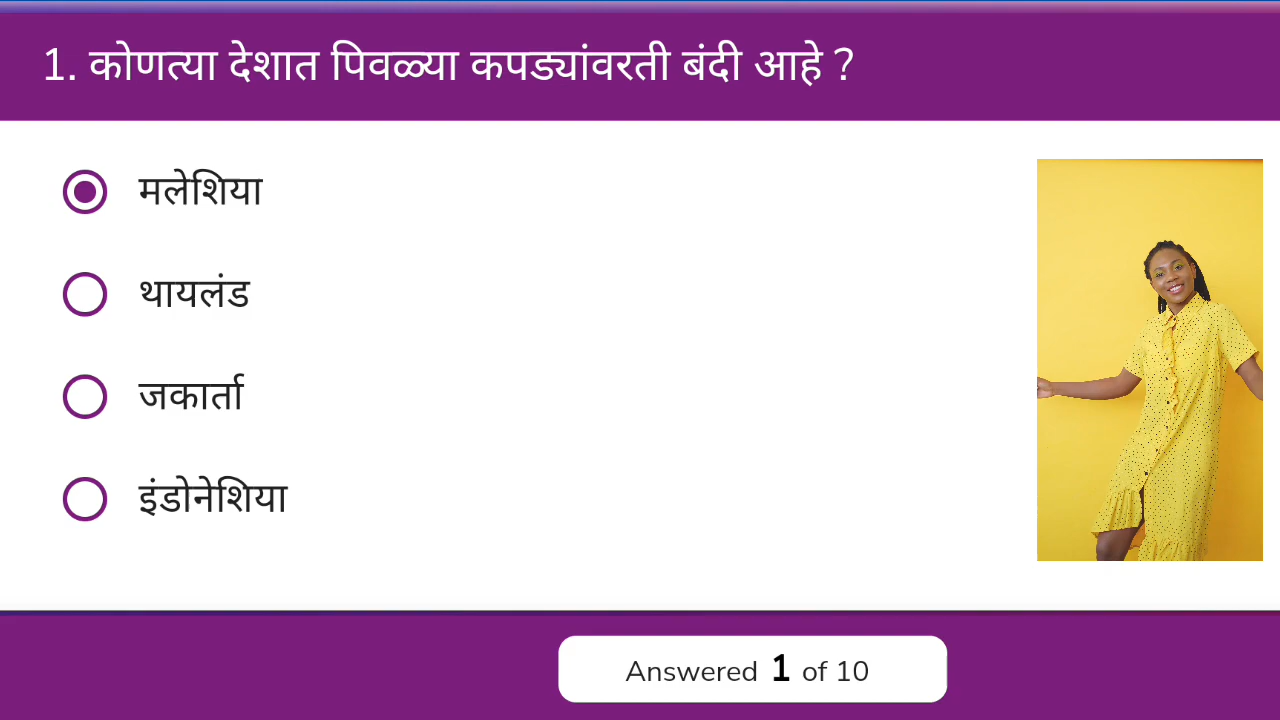 1. कोणत्या देशात पिवळ्या कपड्यांवरती बंदी आहे ?
मलेशिया
थायलंड
जकार्ता
इंडोनेशिया
Answered 1 of 10